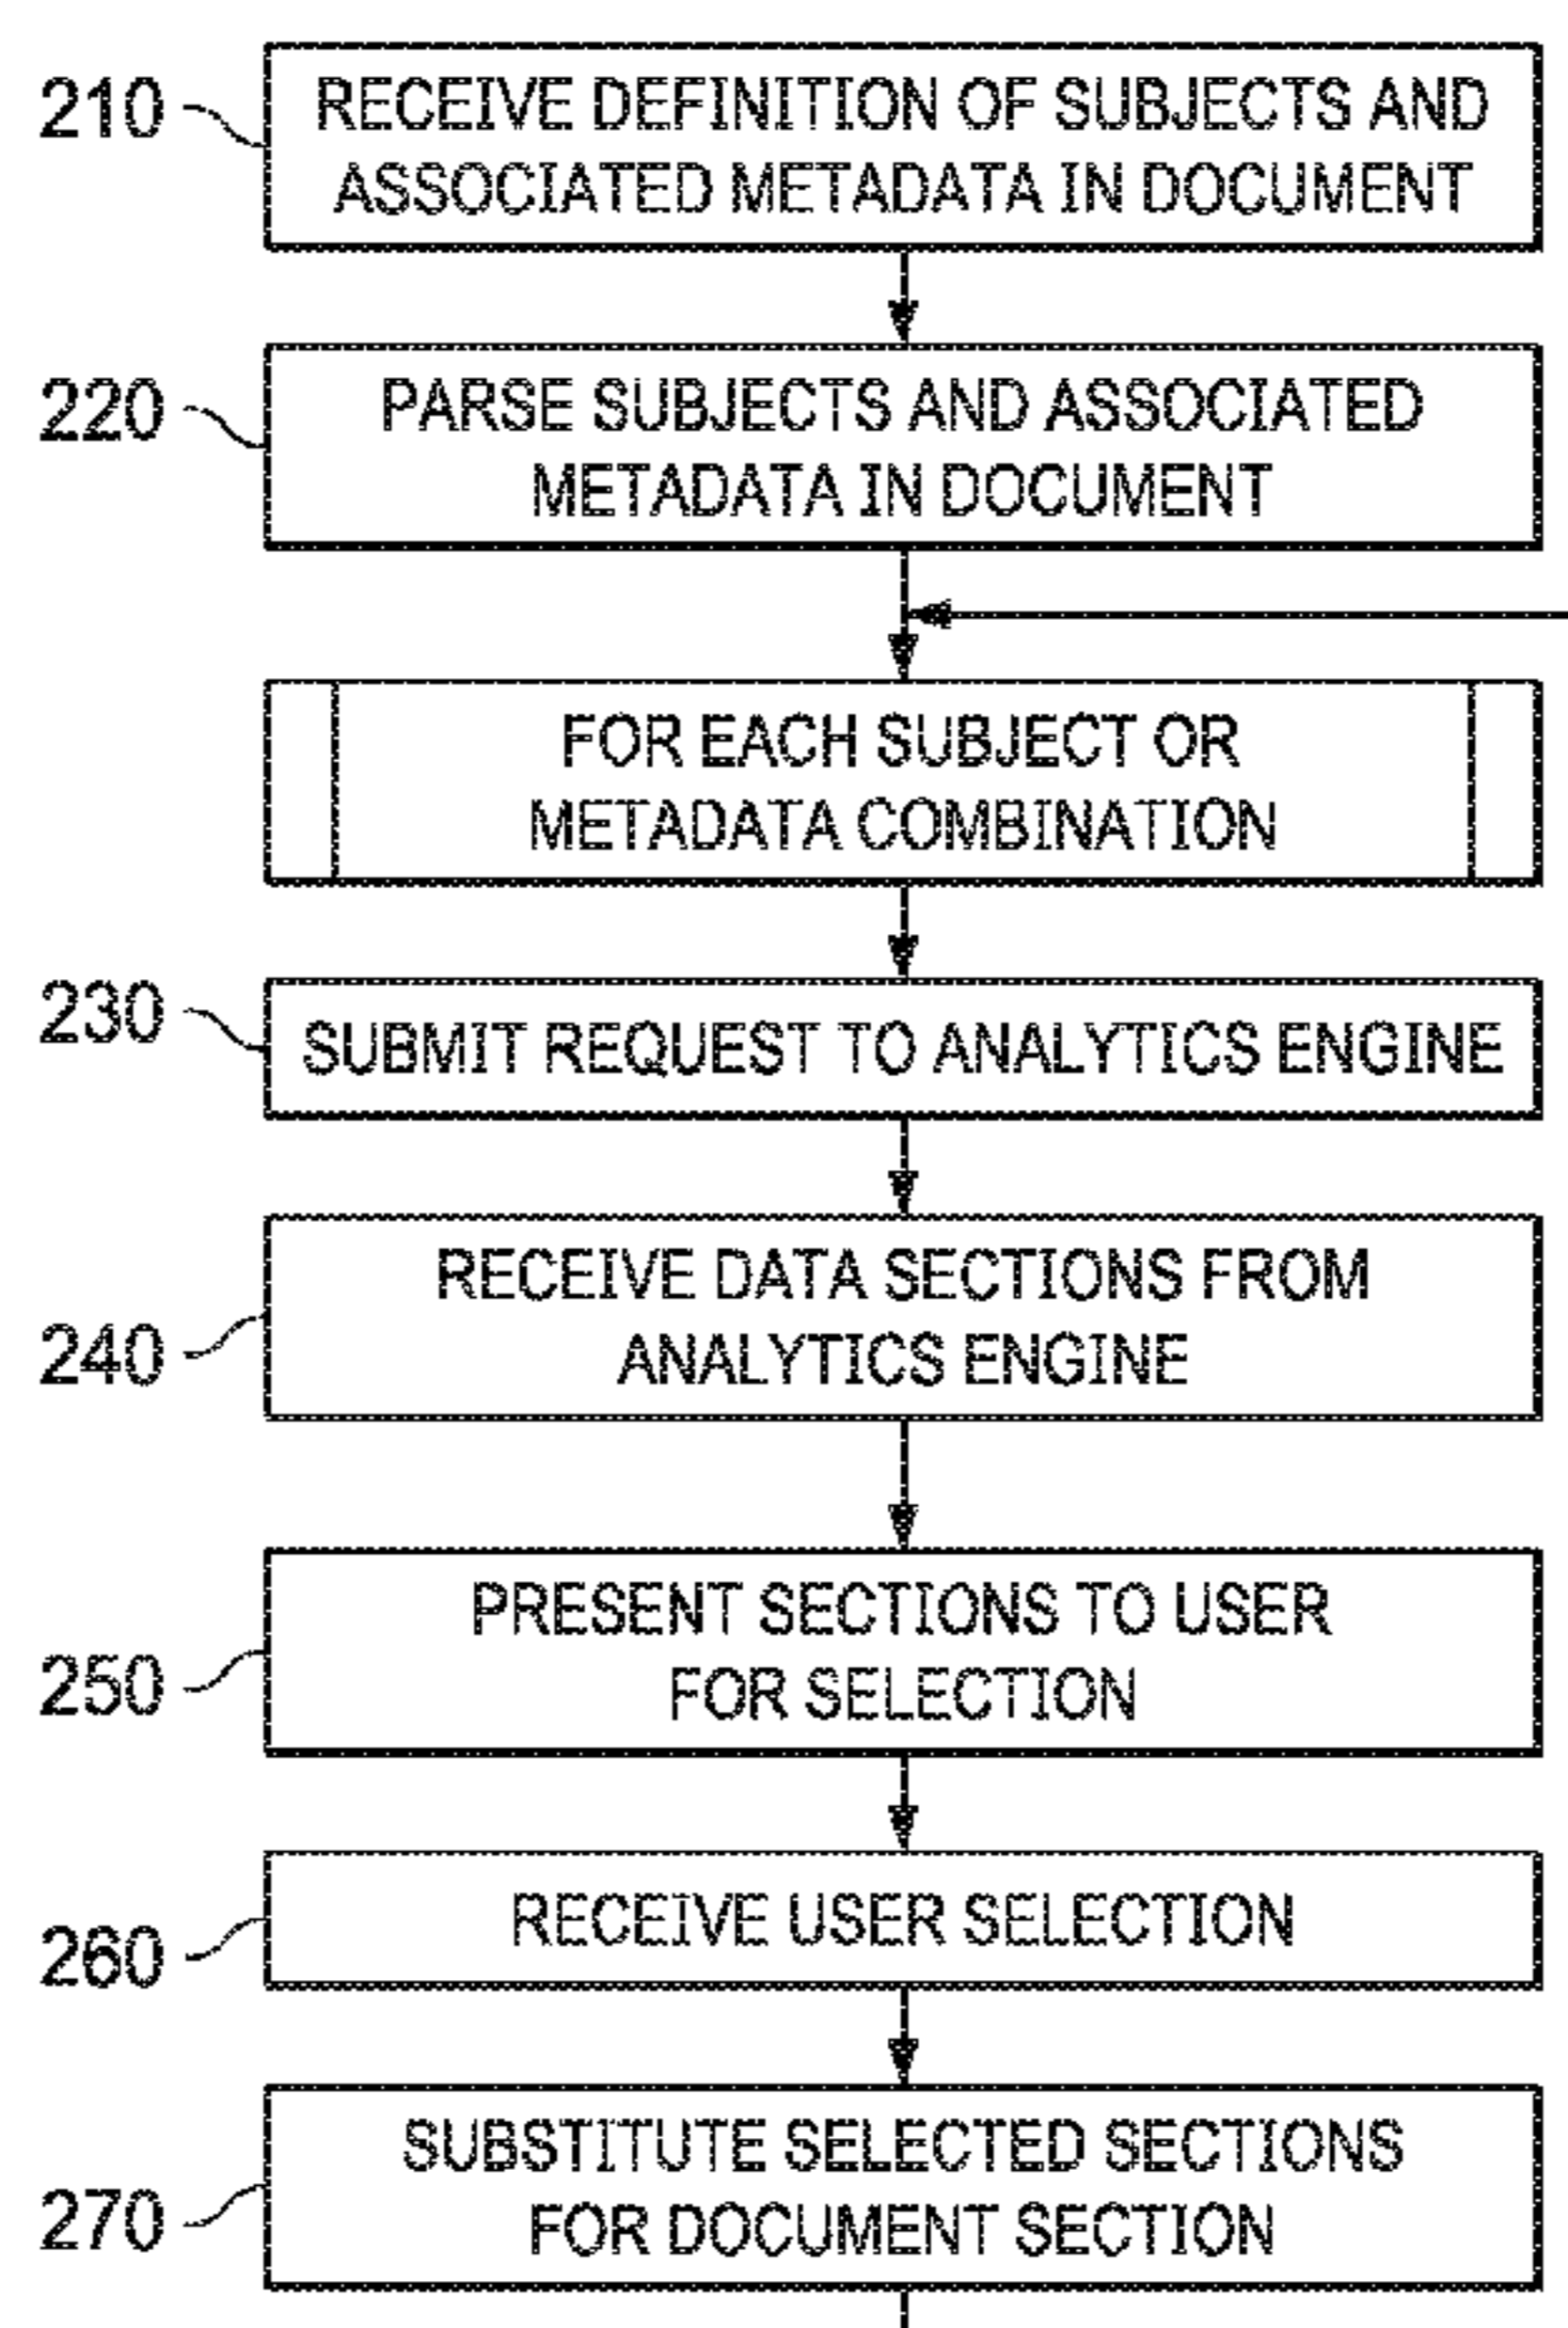 210
RECEIVE DEFINITION OF SUBJECTS AND
ASSOCIATED METADATA IN DOCUMENT
220
PARSE SUBJECTS AND ASSOCIATED
METADATA IN DOCUMENT
FOR EACH SUBJECT OR
METADATA COMBINATION
230
SUBMIT REQUEST TO ANALYTICS ENGINE
240
RECEIVE DATA SECTIONS FROM
ANALYTICS ENGINE
250
PRESENT SECTIONS TO USER
FOR SELECTION
260
RECEIVE USER SELECTION
270
SUBSTITUTE SELECTED SECTIONS
FOR DOCUMENT SECTION